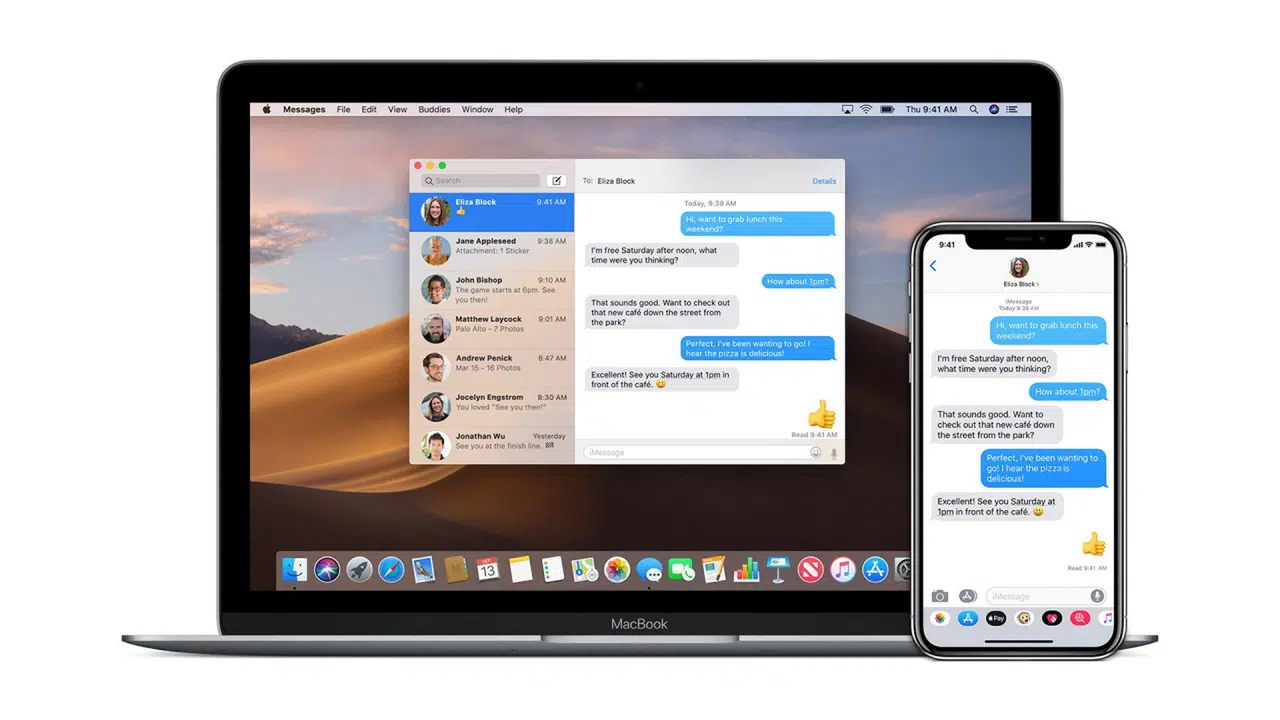 Messages File Edit View Buddies Window Help
Thu 9:41 AM
Search
Eliza Block 9:41 AM
👍
Jane Appleseed 9:38 AM
Attachment: 1 Sticker
John Bishop 9:10 AM
The game starts at 6pm. See
you then!
Matthew Laycock 9:01 AM
Palo Alto - 7 Photos
Andrew Penick 8:47 AM
Mar 15 - 16 Photos
Jocelyn Engstrom 8:30 AM
You loved "See you then!"
Jonathan Wu Yesterday
See you at the finish line. 🏁
To: Eliza Block
Details
Today, 9:39 AM
Hi, want to grab lunch this
weekend?
I'm free Saturday after noon, what
time were you thinking?
How about 1pm?
That sounds good. Want to check out
that new café down the street from
the park?
Perfect, I've been wanting to go! I
hear the pizza is delicious!
Excellent! See you Saturday at 1pm in
front of the café. 😀
👍
Read 9:41 AM
iMessage
SEP
13
MacBook
9:41
Eliza Block
iMessage
Today 9:39 AM
Hi, want to grab lunch this
weekend?
I'm free Saturday after noon,
what time were you thinking?
How about 1pm?
That sounds good. Want to
check out that new café down
the street from the park?
Perfect, I've been wanting to
go! I hear the pizza is
delicious!
Excellent! See you Saturday at
1pm in front of the café. 😀
👍
Read 9:41 AM
iMessage
Pay